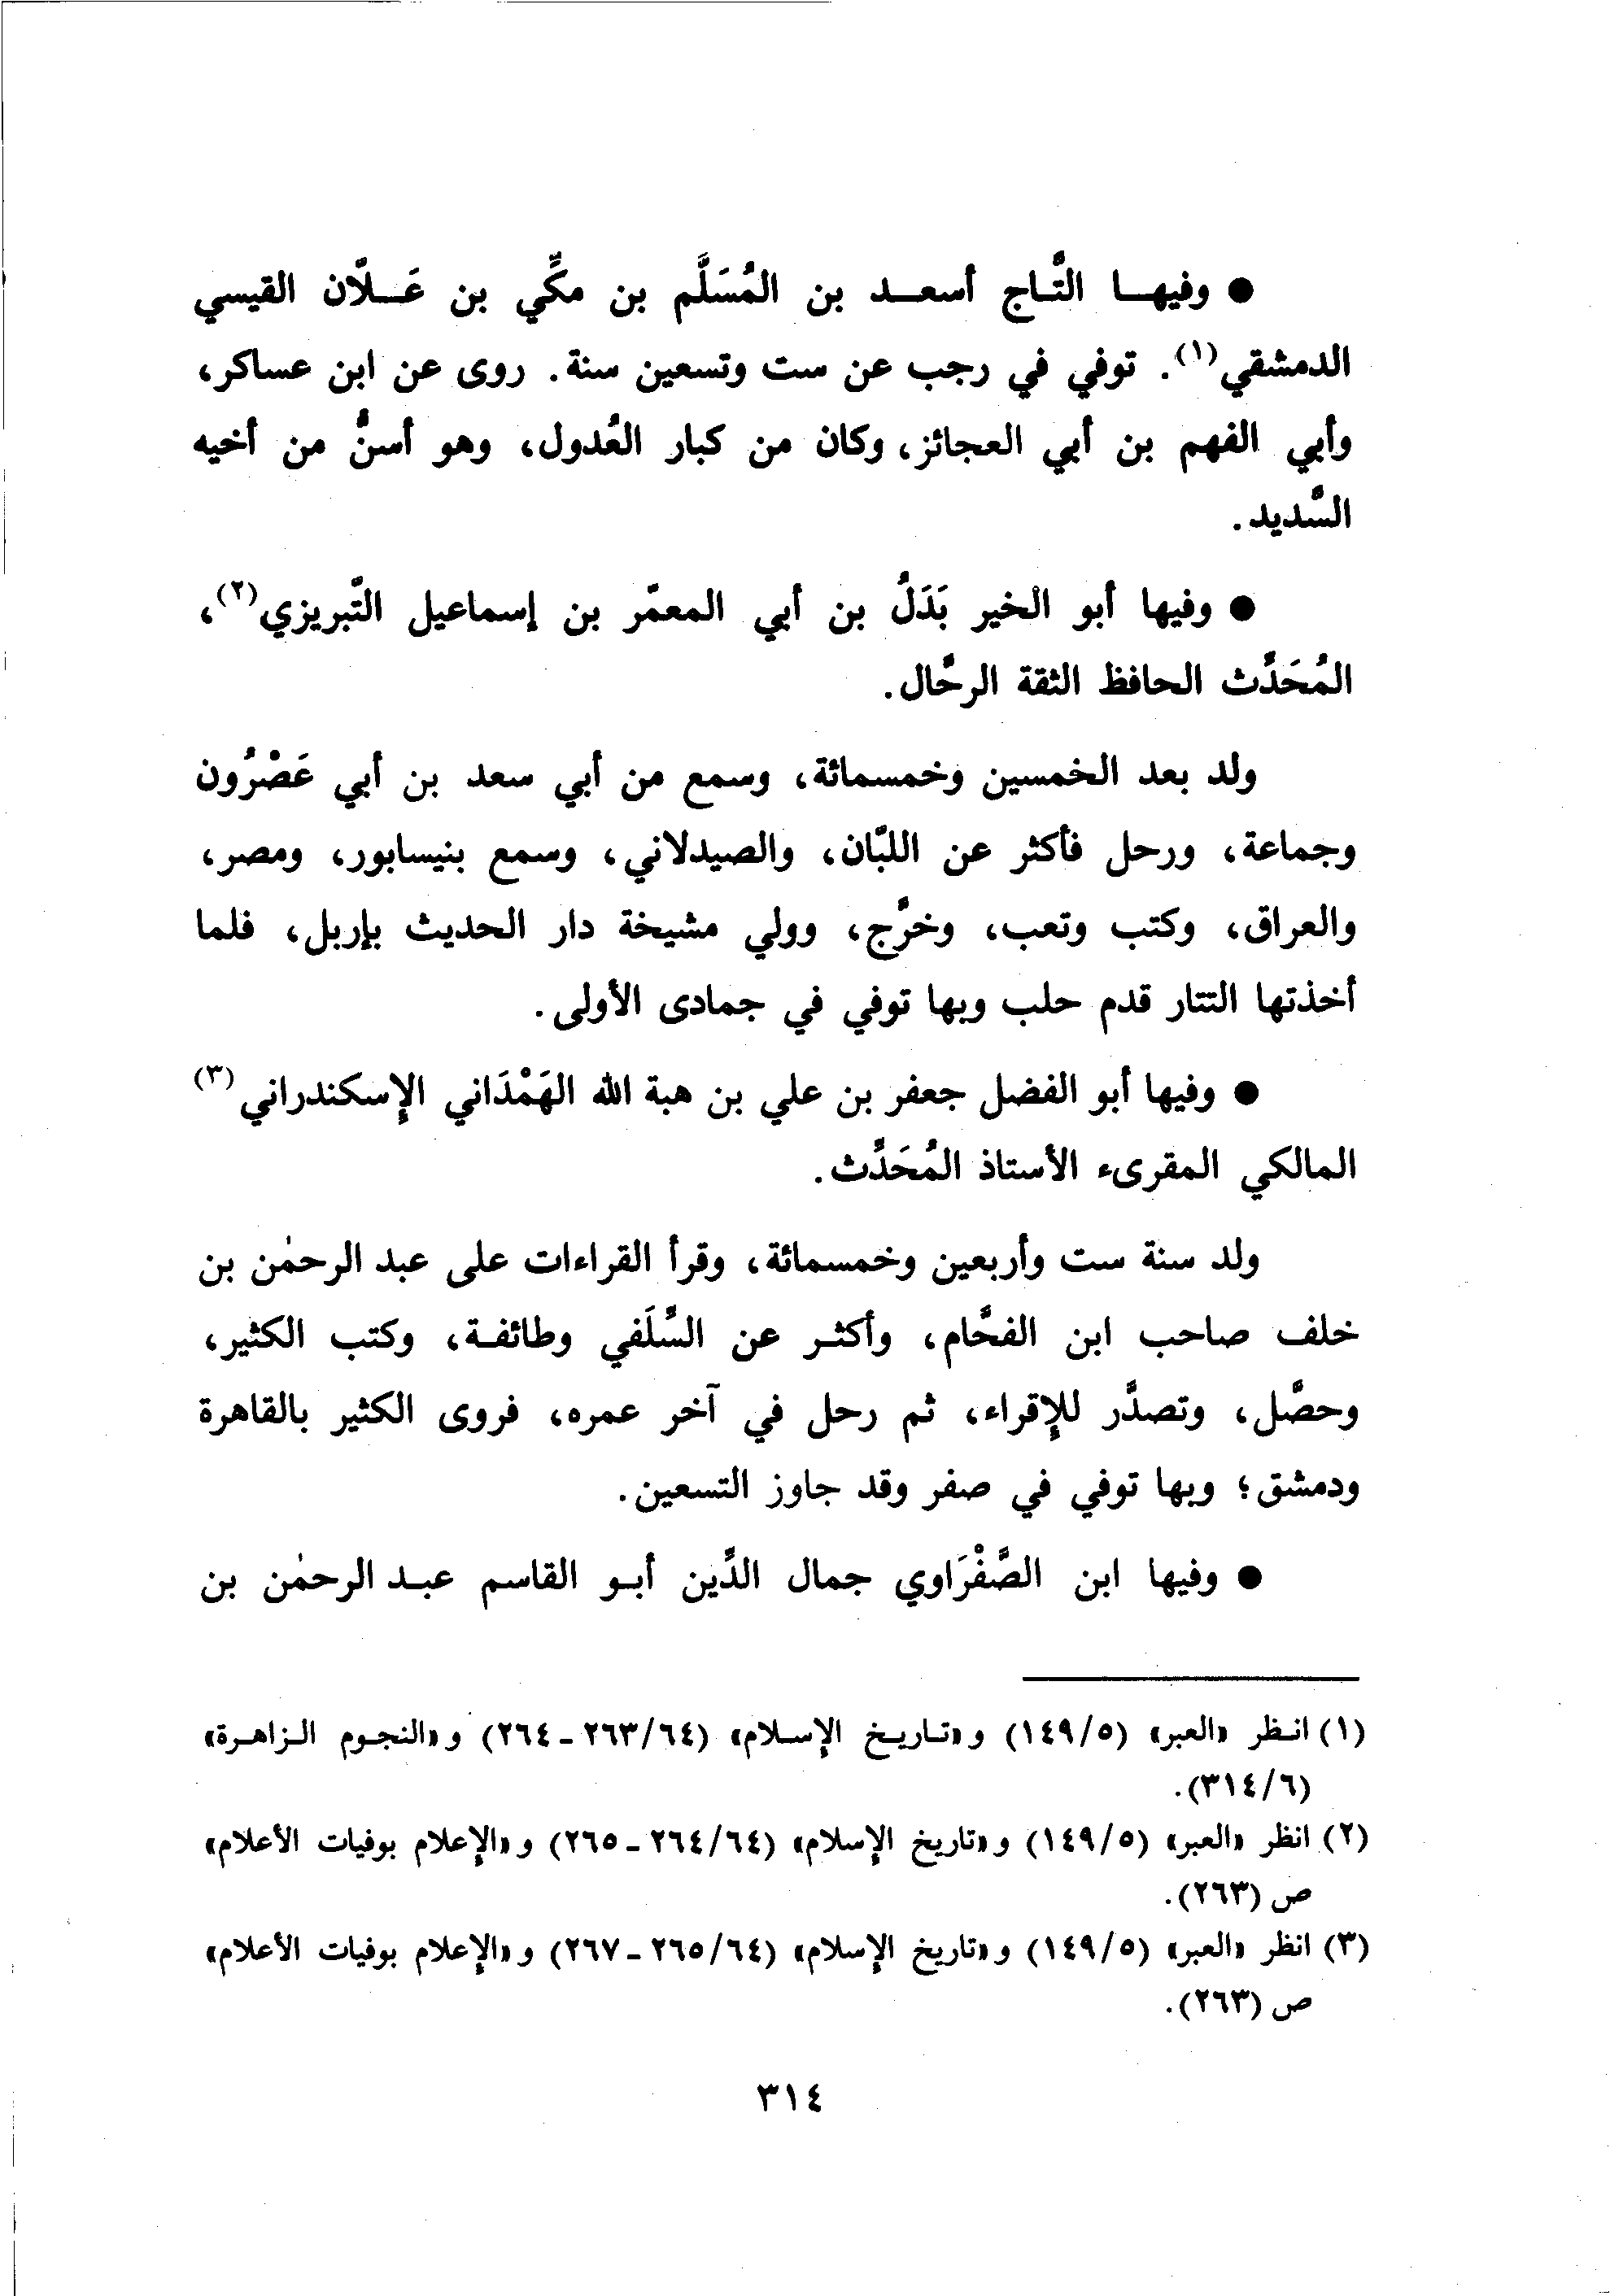 ● وفيهـا التَّـاج أسعـد بن المُسَلَّم بن مكِّي بن عَـلاَّن القيسي
الدمشقي(١). توفي في رجب عن ست وتسعين سنة. روى عن ابن عساكر،
وأبي الفهم بن أبي العجائز، وكان من كبار العُدول، وهو أسنُّ من أخيه
السَّديد.
● وفيها أبو الخير بَدَلُ بن أبي المعمّر بن إسماعيل التَّبريزي(٢)،
المُحَدِّث الحافظ الثقة الرحَّال.
ولد بعد الخمسين وخمسمائة، وسمع من أبي سعد بن أبي عَصْرُون
وجماعة، ورحل فأكثر عن اللبّان، والصيدلاني، وسمع بنيسابور، ومصر،
والعراق، وكتب وتعب، وخرَّج، وولي مشيخة دار الحديث بإربل، فلما
أخذتها التتار قدم حلب وبها توفي في جمادى الأولى.
● وفيها أبو الفضل جعفر بن علي بن هبة الله الهَمْدَاني الإسكندراني(٣)
المالكي المقرىء الأستاذ المُحَدِّث.
ولد سنة ست وأربعين وخمسمائة، وقرأ القراءات على عبد الرحمٰن بن
خلف صاحب ابن الفحَّام، وأكثـر عن السِّلَفي وطائفـة، وكتب الكثير،
وحصَّل، وتصدَّر للإقراء، ثم رحل في آخر عمره، فروى الكثير بالقاهرة
ودمشق؛ وبها توفي في صفر وقد جاوز التسعين.
● وفيها ابن الصَّفْرَاوي جمال الدِّين أبـو القاسم عبـد الرحمٰن بن
(١) انـظر «العبر» (١٤٩/٥) و«تـاريـخ الإسـلام» (٢٦٣/٦٤ - ٢٦٤) و«النجـوم الـزاهـرة»
(٣١٤/٦).
(٢) انظر «العبر» (١٤٩/٥) و«تاريخ الإسلام» (٢٦٤/٦٤ - ٢٦٥) و«الإعلام بوفيات الأعلام»
ص (٢٦٣).
(٣) انظر «العبر» (١٤٩/٥) و«تاريخ الإسلام» (٢٦٥/٦٤ - ٢٦٧) و«الإعلام بوفيات الأعلام»
ص (٢٦٣).
٣١٤